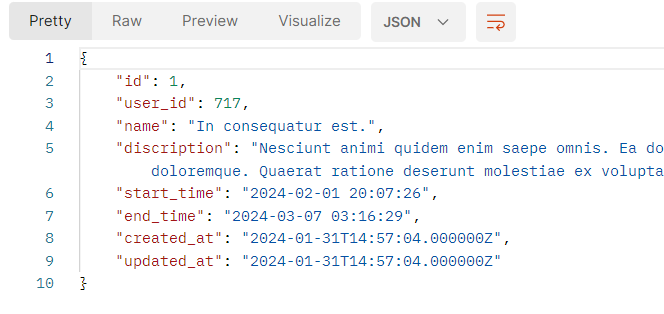 Pretty Raw Preview Visualize JSON
1 {
2 "id": 1,
3 "user_id": 717,
4 "name": "In consequatur est.",
5 "discription": "Nesciunt animi quidem enim saepe omnis. Ea do
doloremque. Quaerat ratione deserunt molestiae ex volupta
6 "start_time": "2024-02-01 20:07:26",
7 "end_time": "2024-03-07 03:16:29",
8 "created_at": "2024-01-31T14:57:04.000000Z",
9 "updated_at": "2024-01-31T14:57:04.000000Z"
10 }